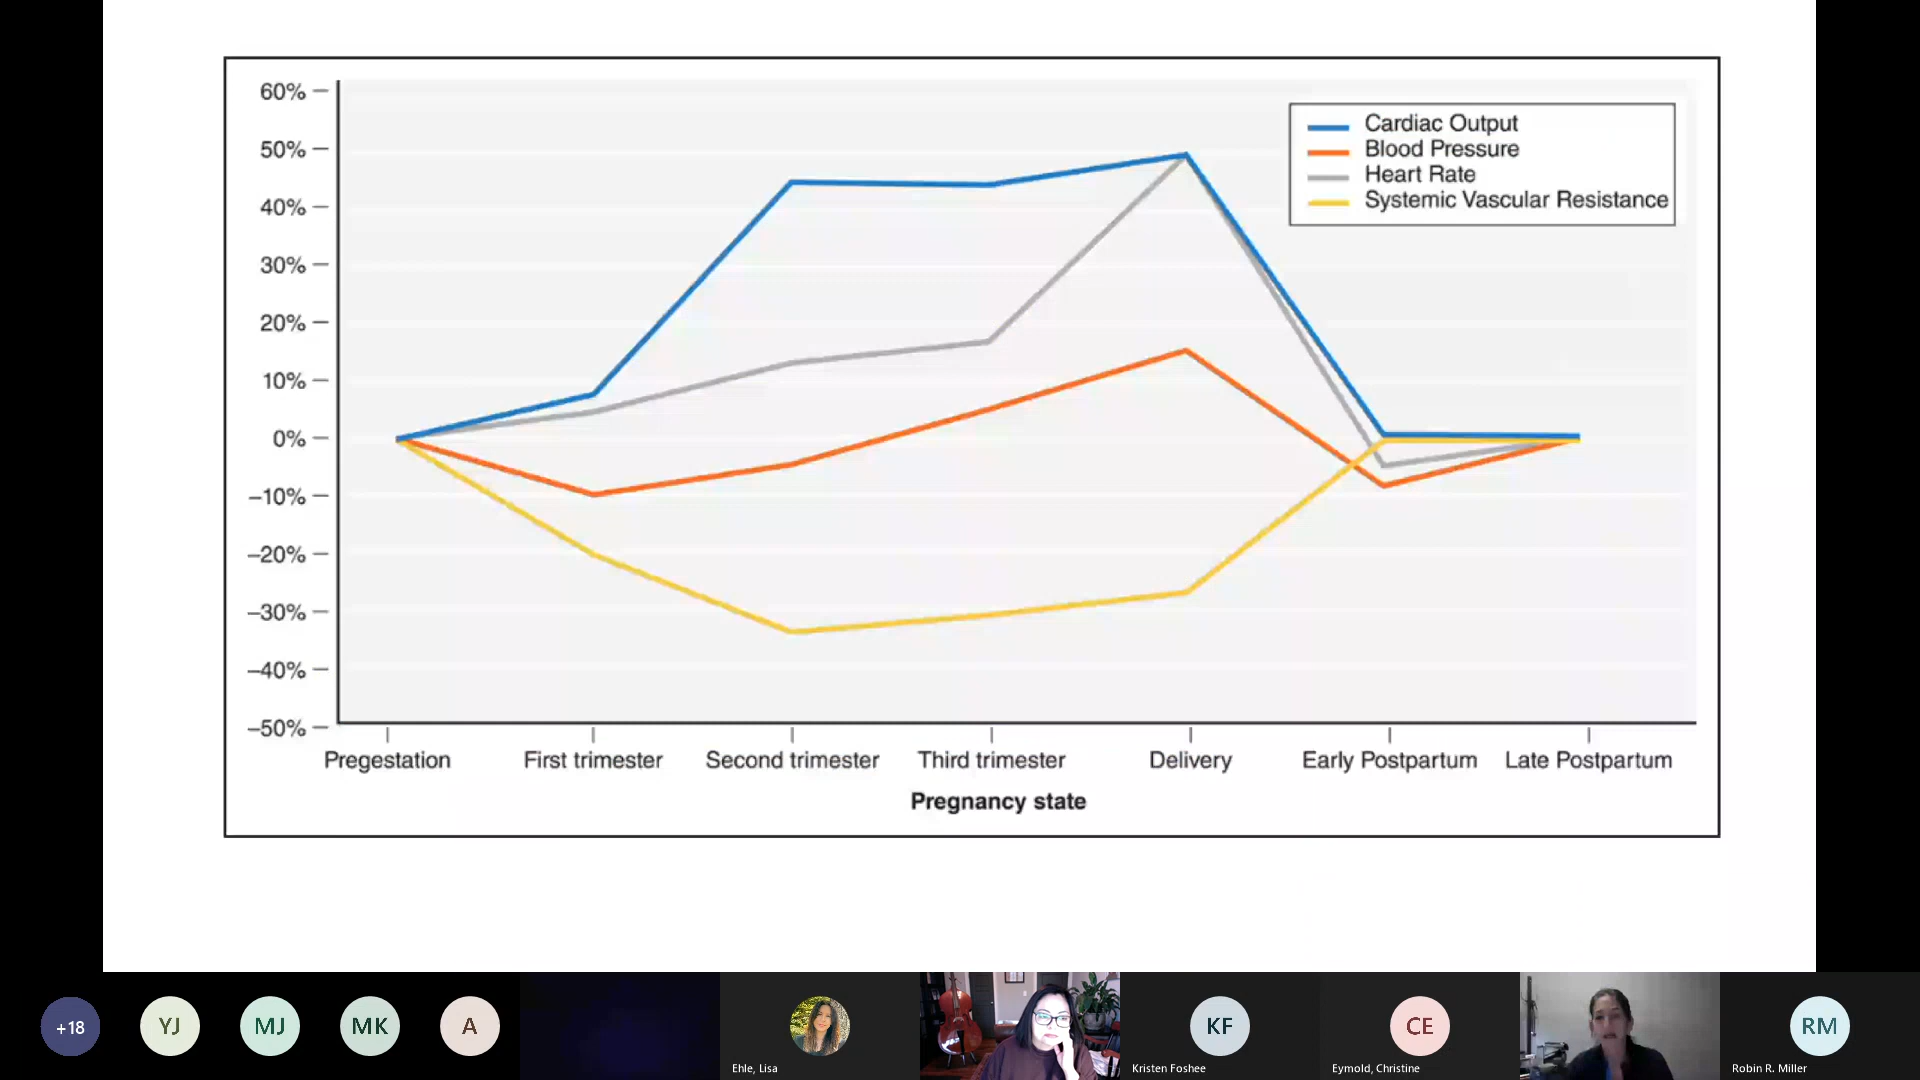 60%
50%
40%
30%
20%
10%
0%
–10%
–20%
–30%
–40%
–50%
Cardiac Output
Blood Pressure
Heart Rate
Systemic Vascular Resistance
Pregestation First trimester Second trimester Third trimester Delivery Early Postpartum Late Postpartum
Pregnancy state
+18 YJ MJ MK A KF CE RM
Ehle, Lisa Kristen Foshee Eymold, Christine Robin R. Miller